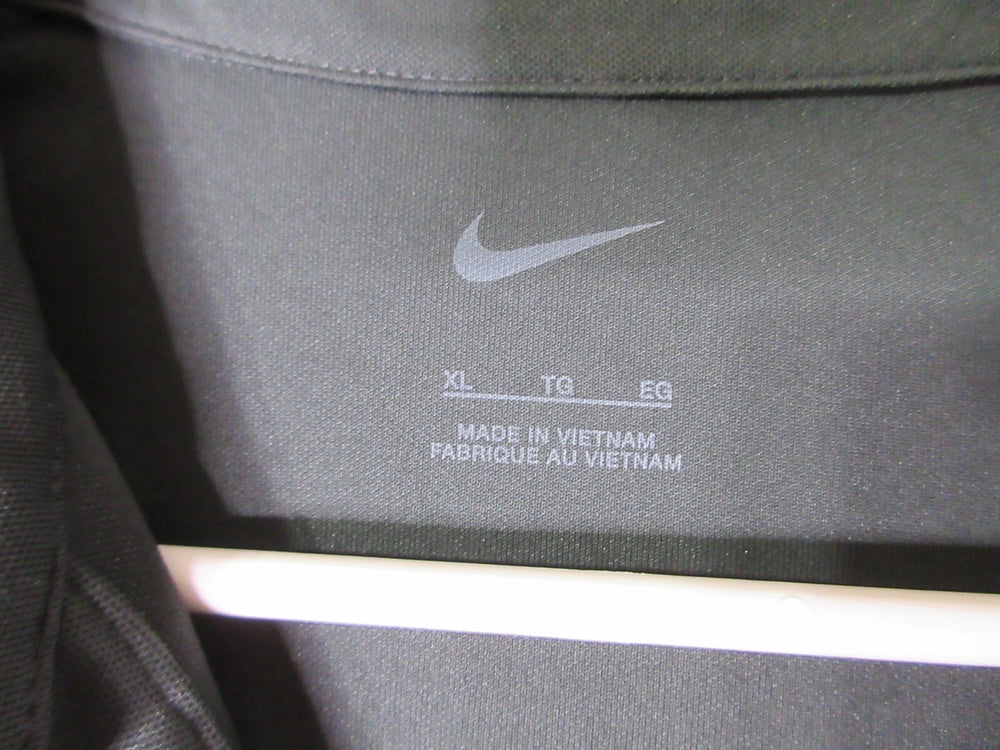 XL TG EG
MADE IN VIETNAM
FABRIQUE AU VIETNAM